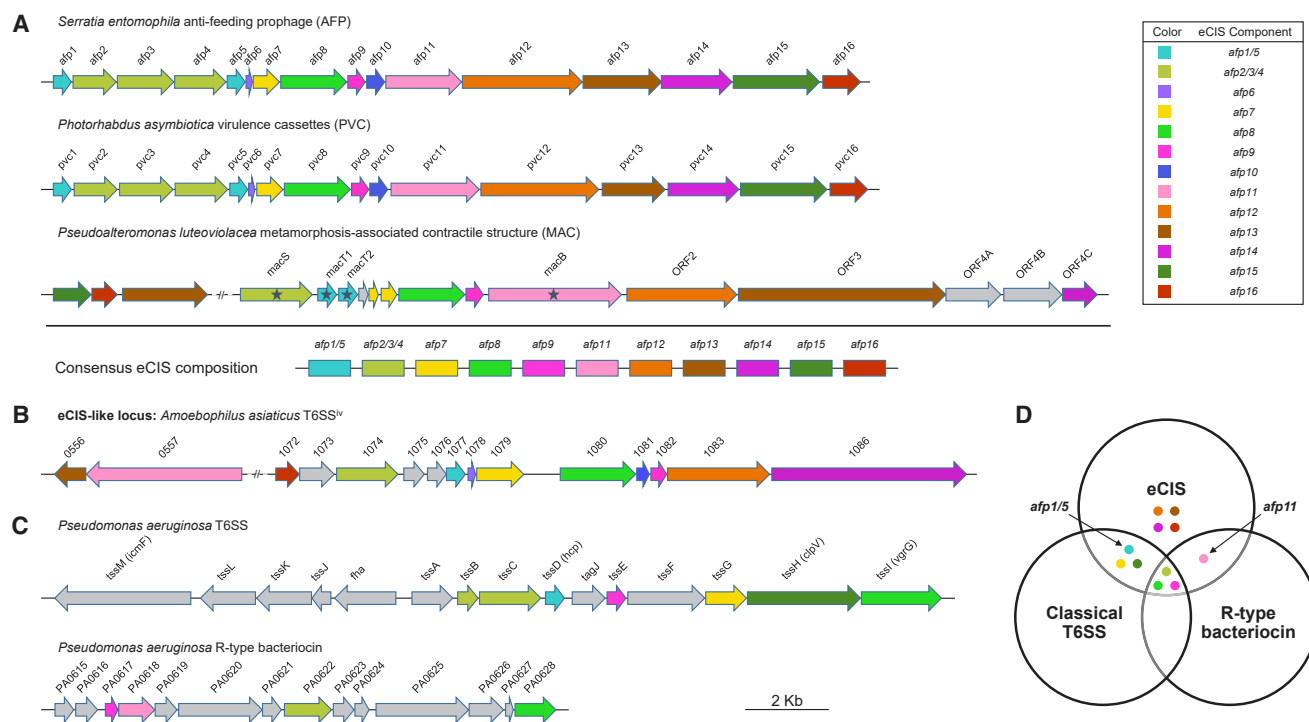 A
Serratia entomophila anti-feeding prophage (AFP)
afp1 afp2 afp3 afp4 afp5 afp6 afp7 afp8 afp9 afp10 afp11 afp12 afp13 afp14 afp15 afp16
Photorhabdus asymbiotica virulence cassettes (PVC)
pvc1 pvc2 pvc3 pvc4 pvc5 pvc6 pvc7 pvc8 pvc9 pvc10 pvc11 pvc12 pvc13 pvc14 pvc15 pvc16
Pseudoalteromonas luteoviolacea metamorphosis-associated contractile structure (MAC)
macS macT1 macT2 macB ORF2 ORF3 ORF4A ORF4B ORF4C
-//-
afp1/5 afp2/3/4 afp7 afp8 afp9 afp11 afp12 afp13 afp14 afp15 afp16
Consensus eCIS composition
Color eCIS Component
afp1/5
afp2/3/4
afp6
afp7
afp8
afp9
afp10
afp11
afp12
afp13
afp14
afp15
afp16
B
eCIS-like locus: Amoebophilus asiaticus T6SSiv
0556 0557 1072 1073 1074 1075 1076 1077 1078 1079 1080 1081 1082 1083 1086
-//-
C
Pseudomonas aeruginosa T6SS
tssM (icmF) tssL tssK tssJ fha tssA tssB tssC tssD (hcp) tagJ tssE tssF tssG tssH (clpV) tssI (vgrG)
Pseudomonas aeruginosa R-type bacteriocin
PA0615 PA0616 PA0617 PA0618 PA0619 PA0620 PA0621 PA0622 PA0623 PA0624 PA0625 PA0626 PA0627 PA0628
2 Kb
D
eCIS
afp1/5
afp11
Classical
T6SS
R-type
bacteriocin